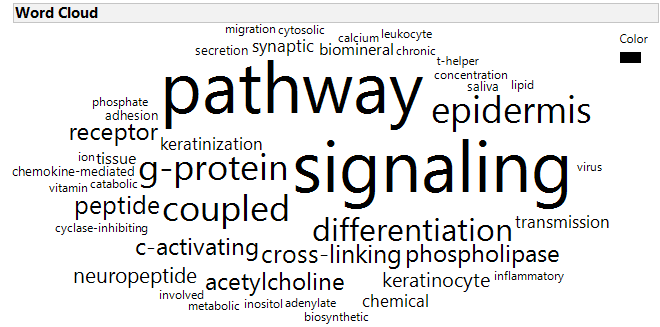 Word Cloud
migration cytosolic
calcium leukocyte
secretion synaptic biomineral chronic
Color
t-helper
concentration
saliva lipid
pathway
phosphate
adhesion
epidermis
receptor
keratinization
ion tissue
chemokine-mediated
g-protein
signaling
virus
vitamin catabolic
peptide coupled
cyclase-inhibiting
differentiation transmission
c-activating cross-linking phospholipase
neuropeptide acetylcholine keratinocyte inflammatory
involved
metabolic inositol adenylate chemical
biosynthetic